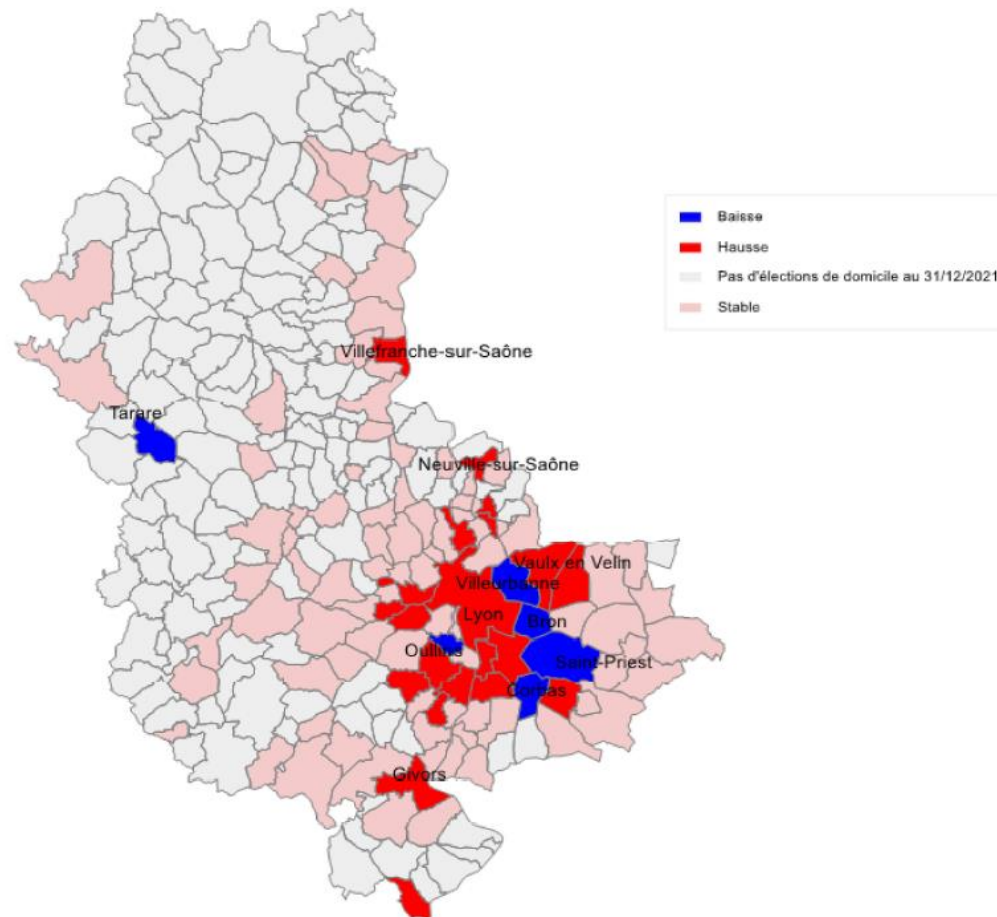 Baisse
Hausse
Pas d'élections de domicile au 31/12/2021
Stable
Villefranche-sur-Saône
Tarare
Neuville-sur-Saône
Vaulx en Velin
Villeurbanne
Lyon
Bron
Oullins
Saint-Priest
Corbas
Givors